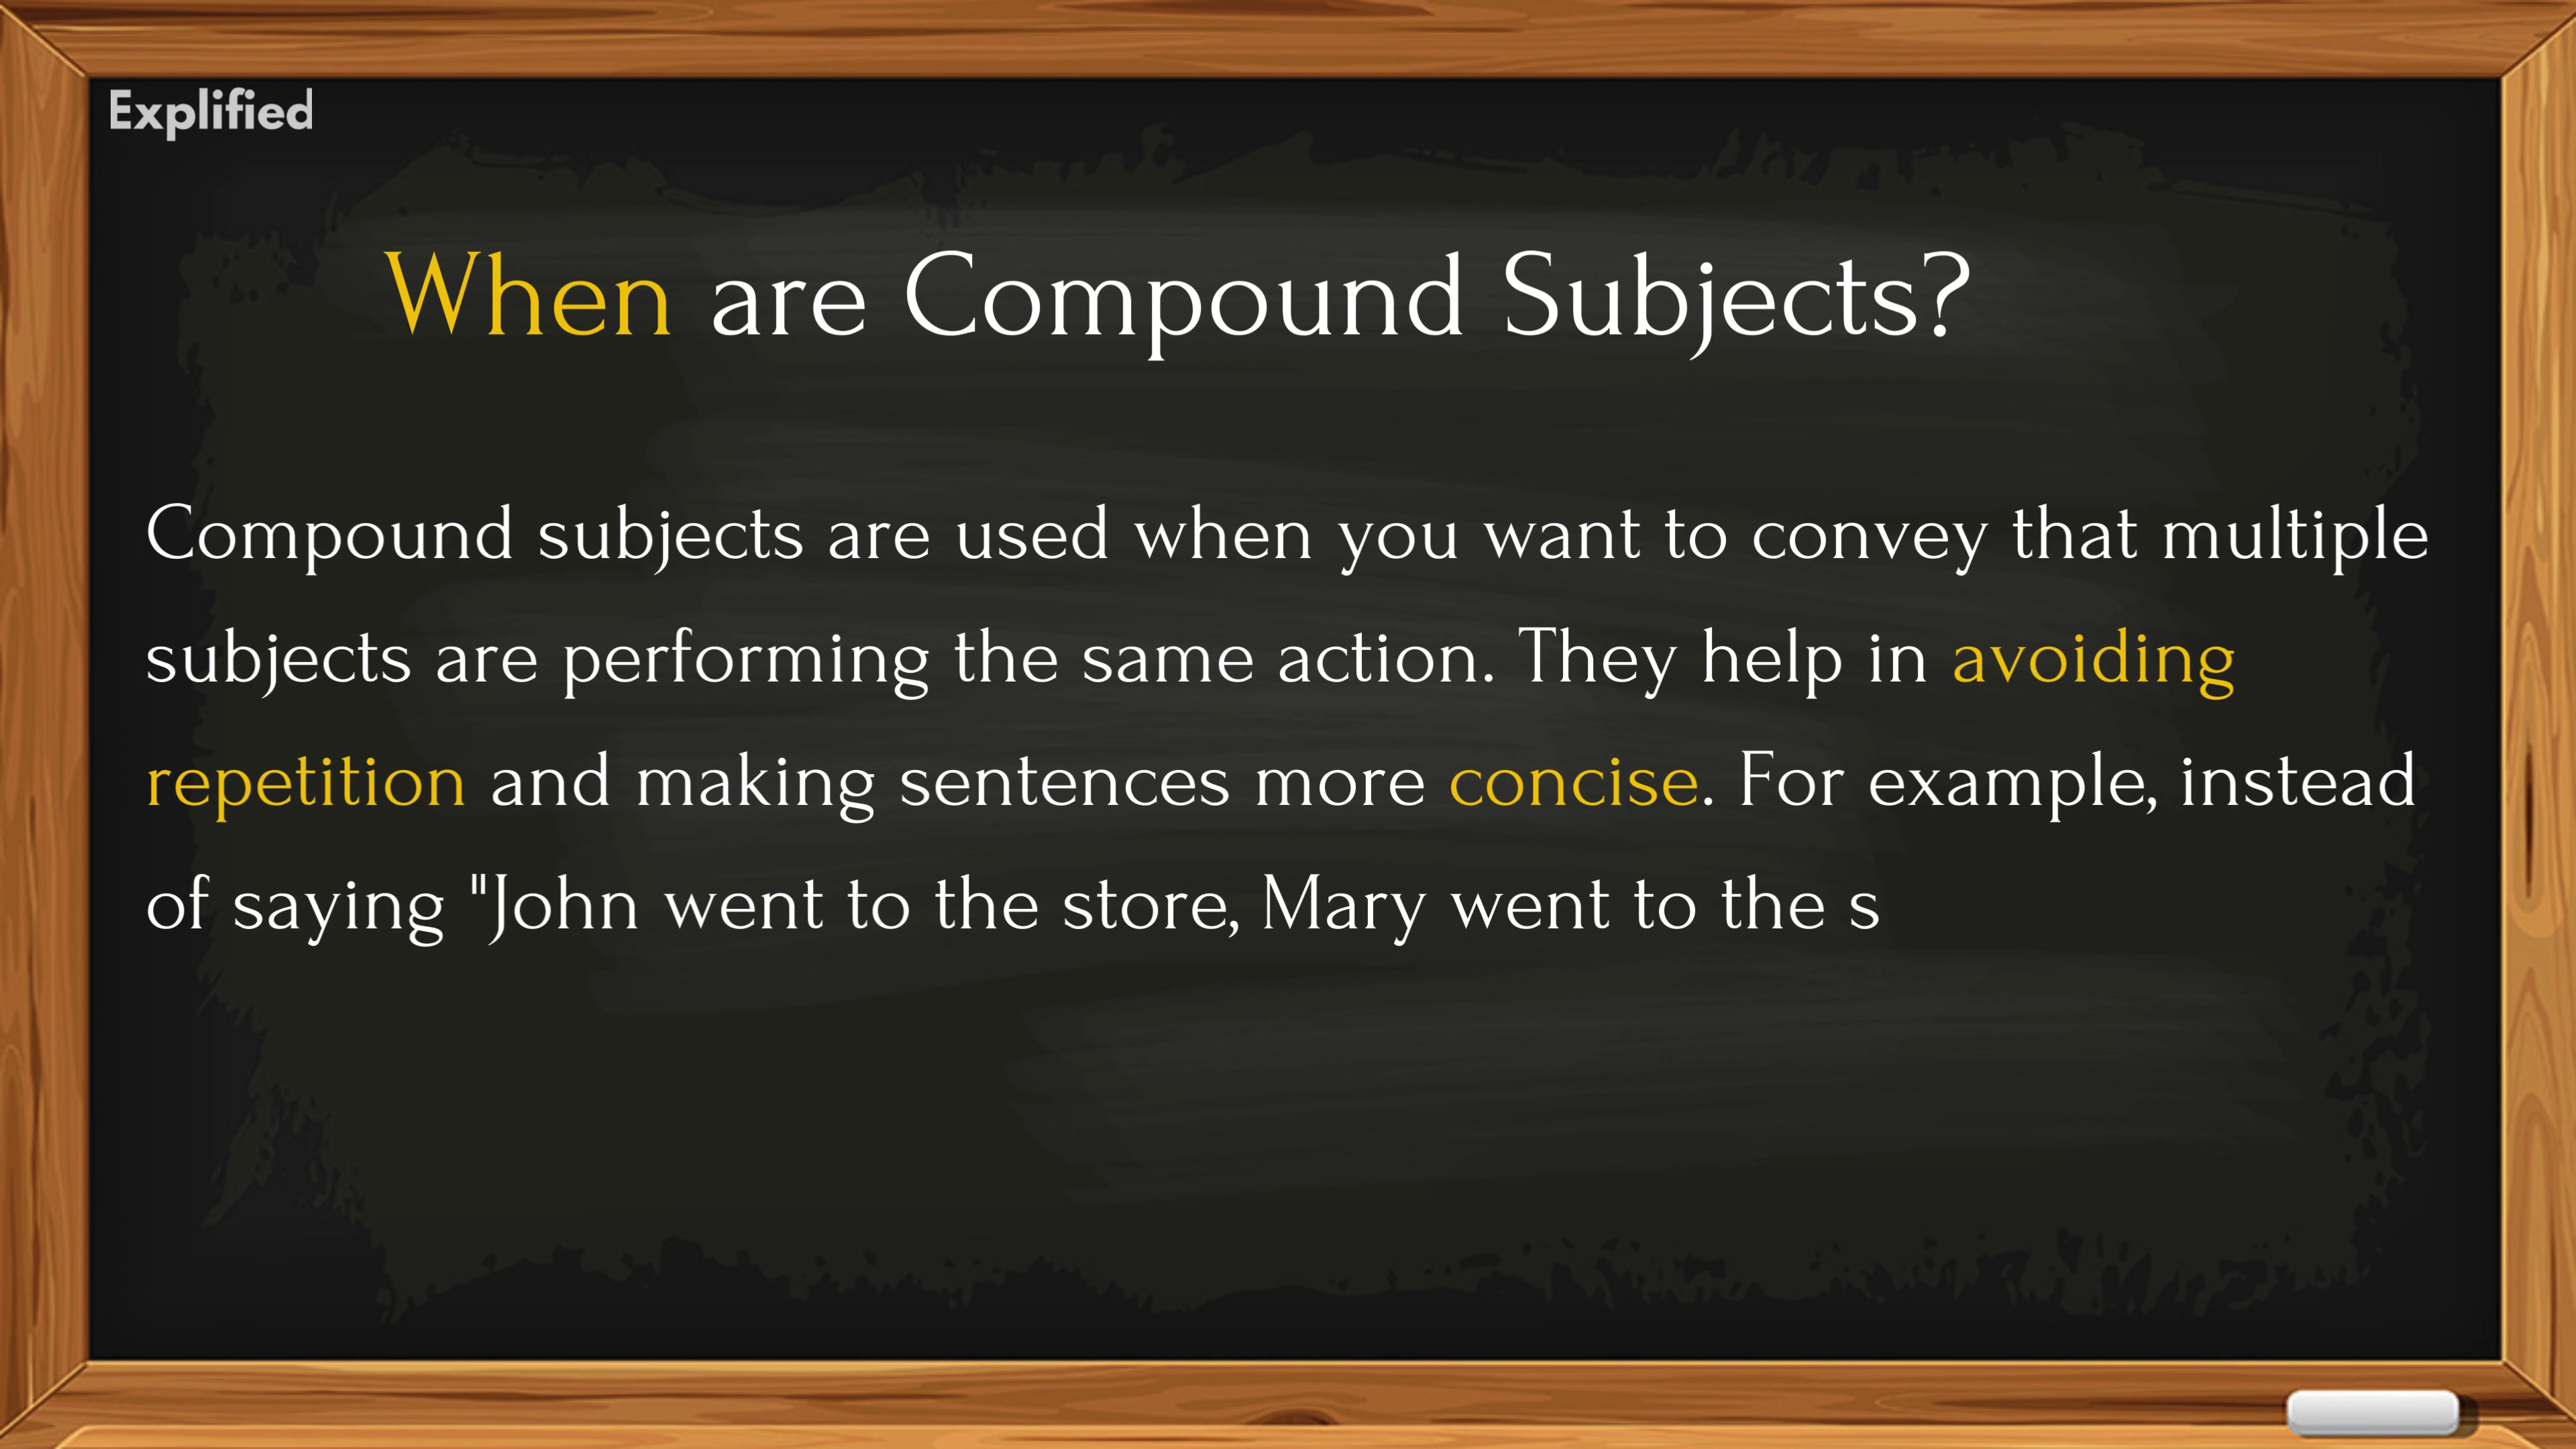 Explified
When are Compound Subjects?
Compound subjects are used when you want to convey that multiple
subjects are performing the same action. They help in avoiding
repetition and making sentences more concise. For example, instead
of saying "John went to the store, Mary went to the s